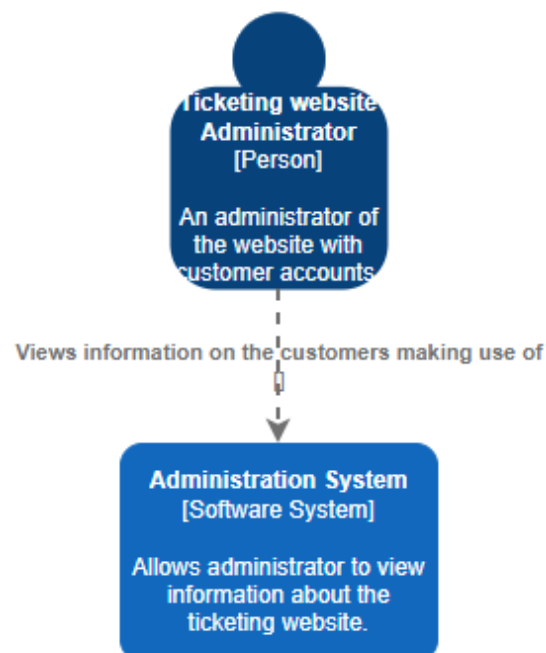 Ticketing website
Administrator
[Person]
An administrator of
the website with
customer accounts.
Views information on the customers making use of
[]
Administration System
[Software System]
Allows administrator to view
information about the
ticketing website.